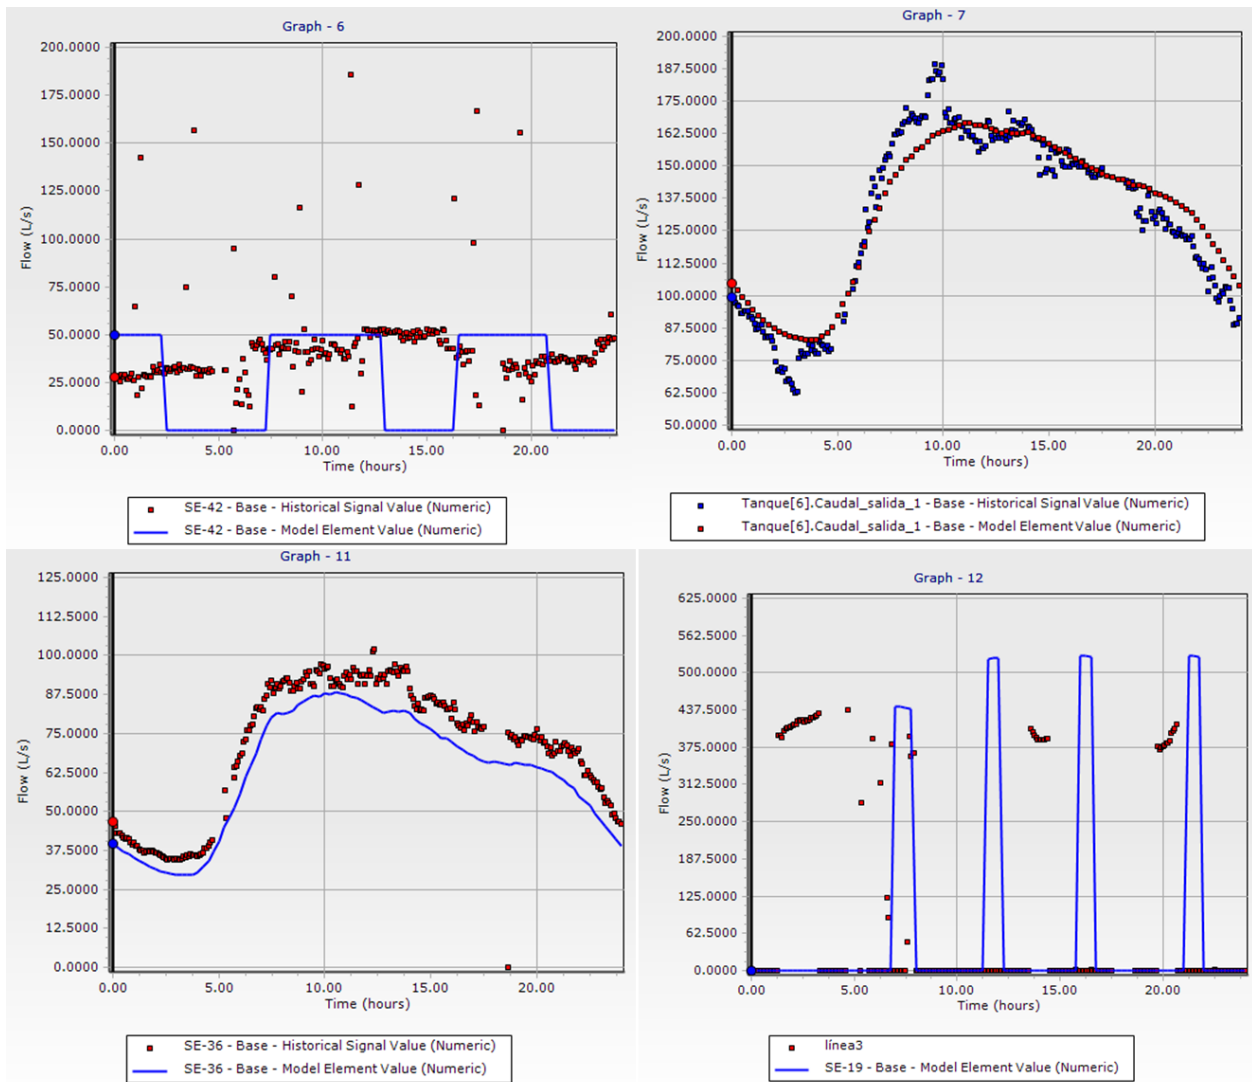 Graph - 6
200.0000
175.0000
150.0000
125.0000
100.0000
75.0000
50.0000
25.0000
0.0000
Flow (L/s)
0.00 5.00 10.00 15.00 20.00
Time (hours)
SE-42 - Base - Historical Signal Value (Numeric)
SE-42 - Base - Model Element Value (Numeric)
Graph - 7
200.0000
187.5000
175.0000
162.5000
150.0000
137.5000
125.0000
112.5000
100.0000
87.5000
75.0000
62.5000
50.0000
Flow (L/s)
0.00 5.00 10.00 15.00 20.00
Time (hours)
Tanque[6].Caudal_salida_1 - Base - Historical Signal Value (Numeric)
Tanque[6].Caudal_salida_1 - Base - Model Element Value (Numeric)
Graph - 11
125.0000
112.5000
100.0000
87.5000
75.0000
62.5000
50.0000
37.5000
25.0000
12.5000
0.0000
Flow (L/s)
0.00 5.00 10.00 15.00 20.00
Time (hours)
SE-36 - Base - Historical Signal Value (Numeric)
SE-36 - Base - Model Element Value (Numeric)
Graph - 12
625.0000
562.5000
500.0000
437.5000
375.0000
312.5000
250.0000
187.5000
125.0000
62.5000
0.0000
Flow (L/s)
0.00 5.00 10.00 15.00 20.00
Time (hours)
línea3
SE-19 - Base - Model Element Value (Numeric)